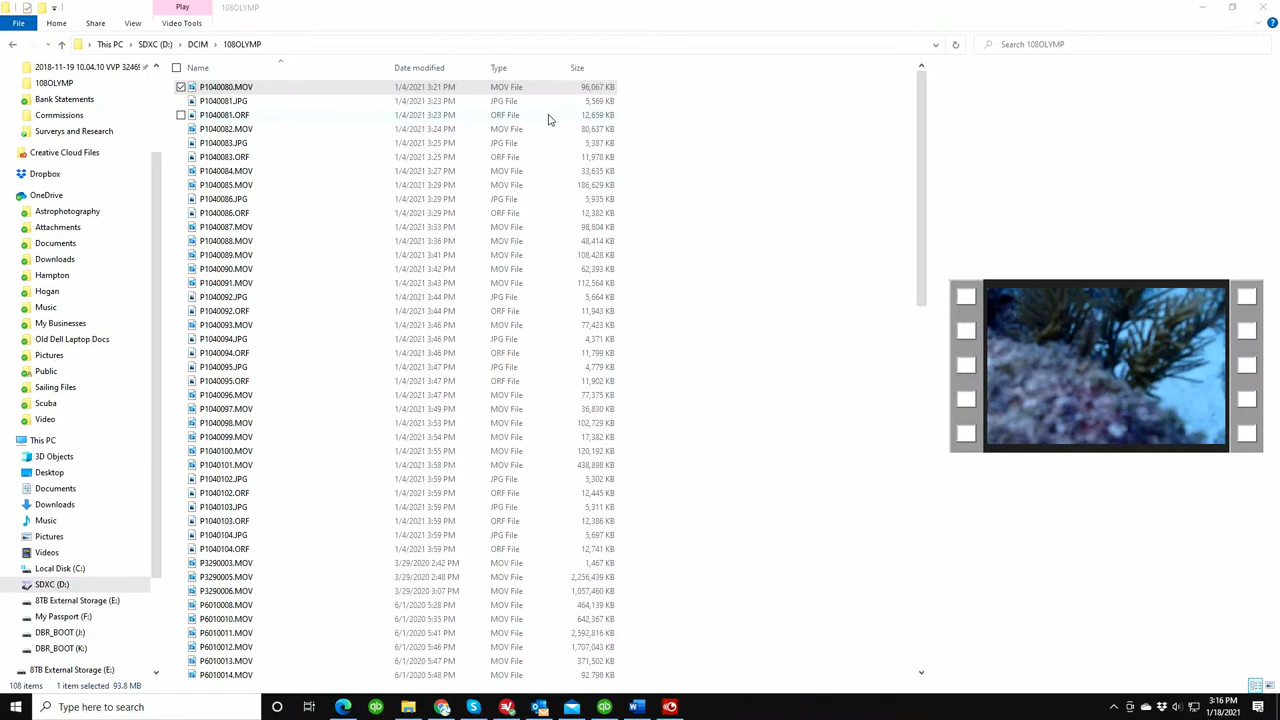 Play
108OLYMP
File Home Share View Video Tools
This PC SDXC (D:) DCIM 108OLYMP
Search 108OLYMP
Name Date modified Type Size
2018-11-19 10.04.10 VVP 3246
108OLYMP
Bank Statements
Commissions
Surverys and Research
Creative Cloud Files
Dropbox
OneDrive
Astrophotography
Attachments
Documents
Downloads
Hampton
Hogan
Music
My Businesses
Old Dell Laptop Docs
Pictures
Public
Sailing Files
Scuba
Video
This PC
3D Objects
Desktop
Documents
Downloads
Music
Pictures
Videos
Local Disk (C:)
SDXC (D:)
8TB External Storage (E:)
My Passport (F:)
DBR_BOOT (J:)
DBR_BOOT (K:)
8TB External Storage (E:)
P1040080.MOV 1/4/2021 3:21 PM MOV File 96,067 KB
P1040081.JPG 1/4/2021 3:23 PM JPG File 5,569 KB
P1040081.ORF 1/4/2021 3:23 PM ORF File 12,659 KB
P1040082.MOV 1/4/2021 3:24 PM MOV File 80,637 KB
P1040083.JPG 1/4/2021 3:25 PM JPG File 5,387 KB
P1040083.ORF 1/4/2021 3:25 PM ORF File 11,978 KB
P1040084.MOV 1/4/2021 3:27 PM MOV File 33,635 KB
P1040085.MOV 1/4/2021 3:29 PM MOV File 186,629 KB
P1040086.JPG 1/4/2021 3:29 PM JPG File 5,935 KB
P1040086.ORF 1/4/2021 3:29 PM ORF File 12,382 KB
P1040087.MOV 1/4/2021 3:33 PM MOV File 98,804 KB
P1040088.MOV 1/4/2021 3:36 PM MOV File 48,414 KB
P1040089.MOV 1/4/2021 3:41 PM MOV File 108,428 KB
P1040090.MOV 1/4/2021 3:42 PM MOV File 62,393 KB
P1040091.MOV 1/4/2021 3:43 PM MOV File 112,564 KB
P1040092.JPG 1/4/2021 3:44 PM JPG File 5,664 KB
P1040092.ORF 1/4/2021 3:44 PM ORF File 11,943 KB
P1040093.MOV 1/4/2021 3:46 PM MOV File 77,423 KB
P1040094.JPG 1/4/2021 3:46 PM JPG File 4,371 KB
P1040094.ORF 1/4/2021 3:46 PM ORF File 11,799 KB
P1040095.JPG 1/4/2021 3:47 PM JPG File 4,779 KB
P1040095.ORF 1/4/2021 3:47 PM ORF File 11,902 KB
P1040096.MOV 1/4/2021 3:47 PM MOV File 77,375 KB
P1040097.MOV 1/4/2021 3:49 PM MOV File 36,830 KB
P1040098.MOV 1/4/2021 3:53 PM MOV File 102,729 KB
P1040099.MOV 1/4/2021 3:54 PM MOV File 17,382 KB
P1040100.MOV 1/4/2021 3:55 PM MOV File 120,192 KB
P1040101.MOV 1/4/2021 3:58 PM MOV File 438,898 KB
P1040102.JPG 1/4/2021 3:59 PM JPG File 5,302 KB
P1040102.ORF 1/4/2021 3:59 PM ORF File 12,445 KB
P1040103.JPG 1/4/2021 3:59 PM JPG File 5,311 KB
P1040103.ORF 1/4/2021 3:59 PM ORF File 12,386 KB
P1040104.JPG 1/4/2021 3:59 PM JPG File 5,697 KB
P1040104.ORF 1/4/2021 3:59 PM ORF File 12,741 KB
P3290003.MOV 3/29/2020 2:42 PM MOV File 1,467 KB
P3290005.MOV 3/29/2020 2:48 PM MOV File 2,256,439 KB
P3290006.MOV 3/29/2020 3:07 PM MOV File 1,057,460 KB
P6010008.MOV 6/1/2020 5:28 PM MOV File 464,139 KB
P6010010.MOV 6/1/2020 5:35 PM MOV File 642,367 KB
P6010011.MOV 6/1/2020 5:41 PM MOV File 2,592,816 KB
P6010012.MOV 6/1/2020 5:46 PM MOV File 1,707,043 KB
P6010013.MOV 6/1/2020 5:47 PM MOV File 371,502 KB
P6010014.MOV 6/1/2020 5:50 PM MOV File 92,798 KB
108 items 1 item selected 93.8 MB
Type here to search
3:16 PM
1/18/2021